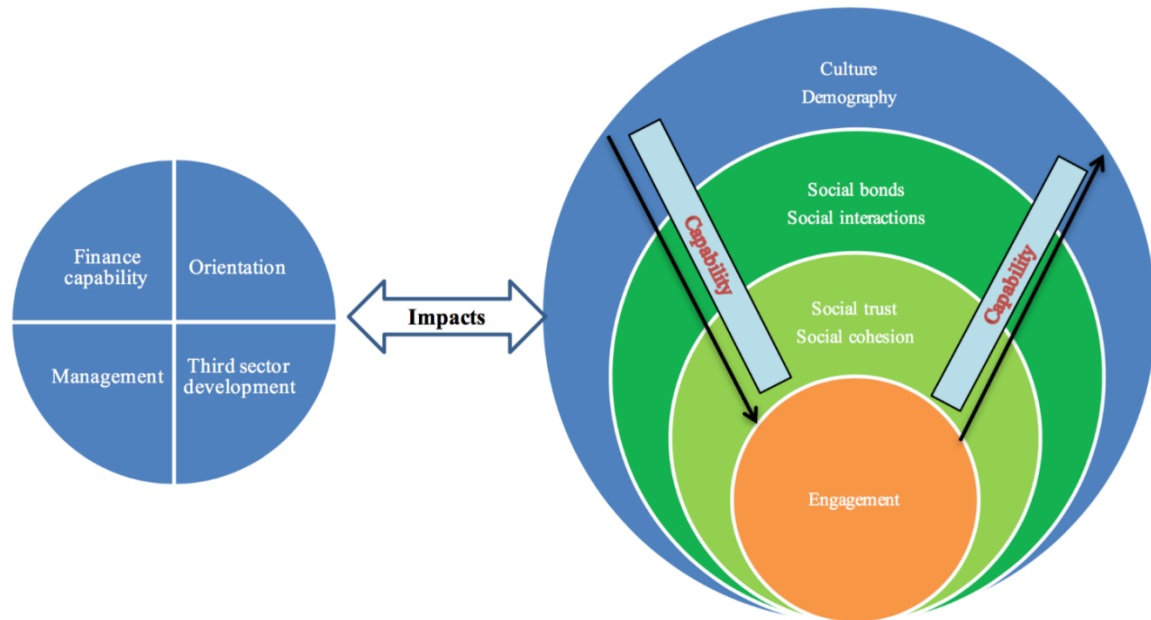 Finance
capability
Orientation
Management
Third sector
development
Impacts
Culture
Demography
Social bonds
Social interactions
Capability
Capability
Social trust
Social cohesion
Engagement